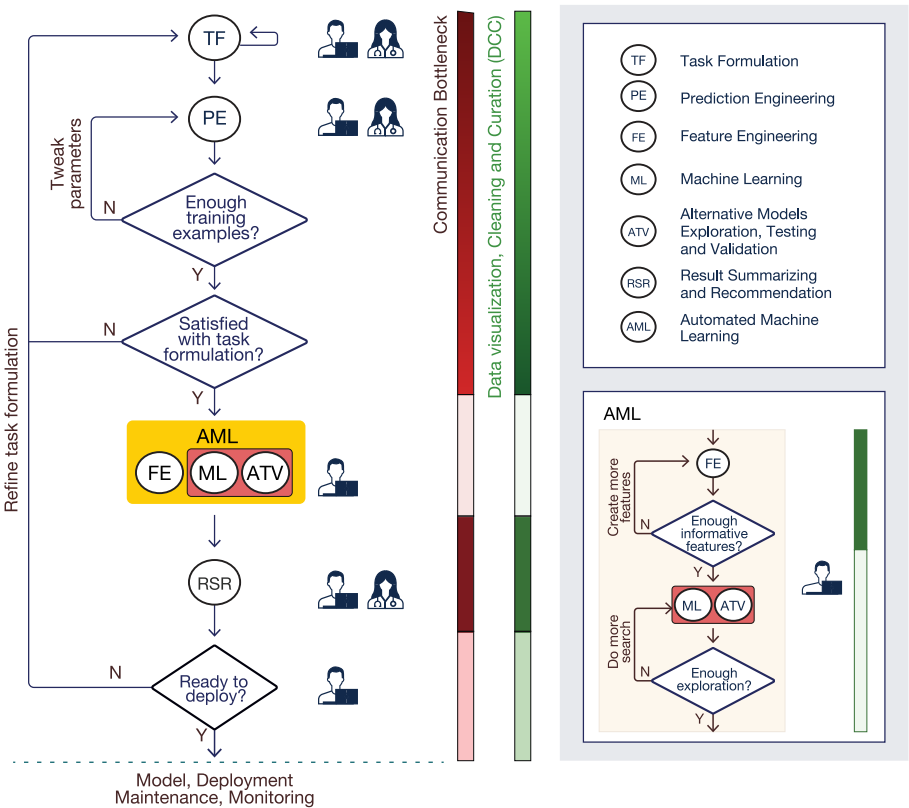 TF
PE
Tweak
parameters
N
Enough
training
examples?
Y
N
Satisfied
with task
formulation?
Y
Refine task formulation
AML
FE
ML
ATV
RSR
N
Ready to
deploy?
Y
Model, Deployment
Maintenance, Monitoring
Communication Bottleneck
Data visualization, Cleaning and Curation (DCC)
TF
Task Formulation
PE
Prediction Engineering
FE
Feature Engineering
ML
Machine Learning
ATV
Alternative Models
Exploration, Testing
and Validation
RSR
Result Summarizing
and Recommendation
AML
Automated Machine
Learning
AML
FE
Create more
features
N
Enough
informative
features?
Y
ML
ATV
Do more
search
N
Enough
exploration?
Y